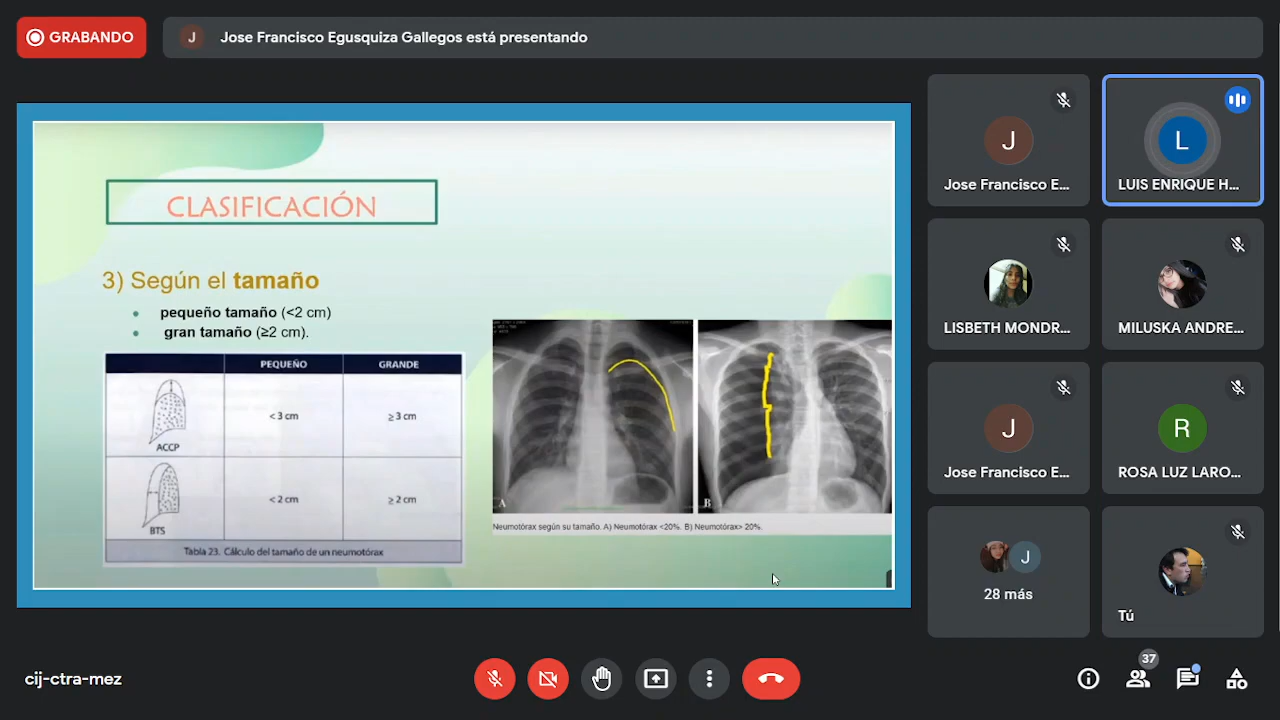 GRABANDO
J
Jose Francisco Egusquiza Gallegos está presentando
CLASIFICACIÓN
3) Según el tamaño
pequeño tamaño (<2 cm)
gran tamaño (≥2 cm).
PEQUEÑO
GRANDE
ACCP
< 3 cm
≥ 3 cm
BTS
< 2 cm
≥ 2 cm
Tabla 23. Cálculo del tamaño de un neumotórax
A
B
Neumotórax según su tamaño. A) Neumotórax <20%. B) Neumotórax> 20%.
J
Jose Francisco E...
L
LUIS ENRIQUE H...
LISBETH MONDR...
MILUSKA ANDRE...
J
Jose Francisco E...
R
ROSA LUZ LARO...
J
28 más
Tú
cij-ctra-mez
37